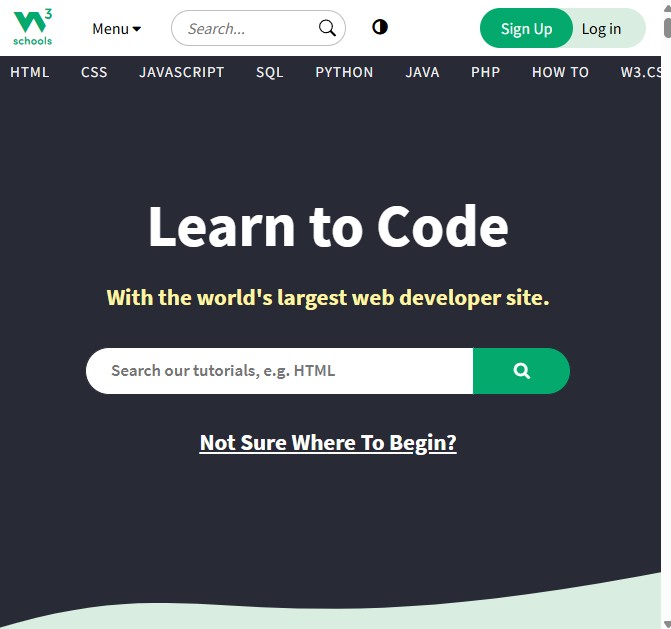 3
schools
Menu
Search...
Sign Up
Log in
HTML CSS JAVASCRIPT SQL PYTHON JAVA PHP HOW TO W3.CS
Learn to Code
With the world's largest web developer site.
Search our tutorials, e.g. HTML
Not Sure Where To Begin?